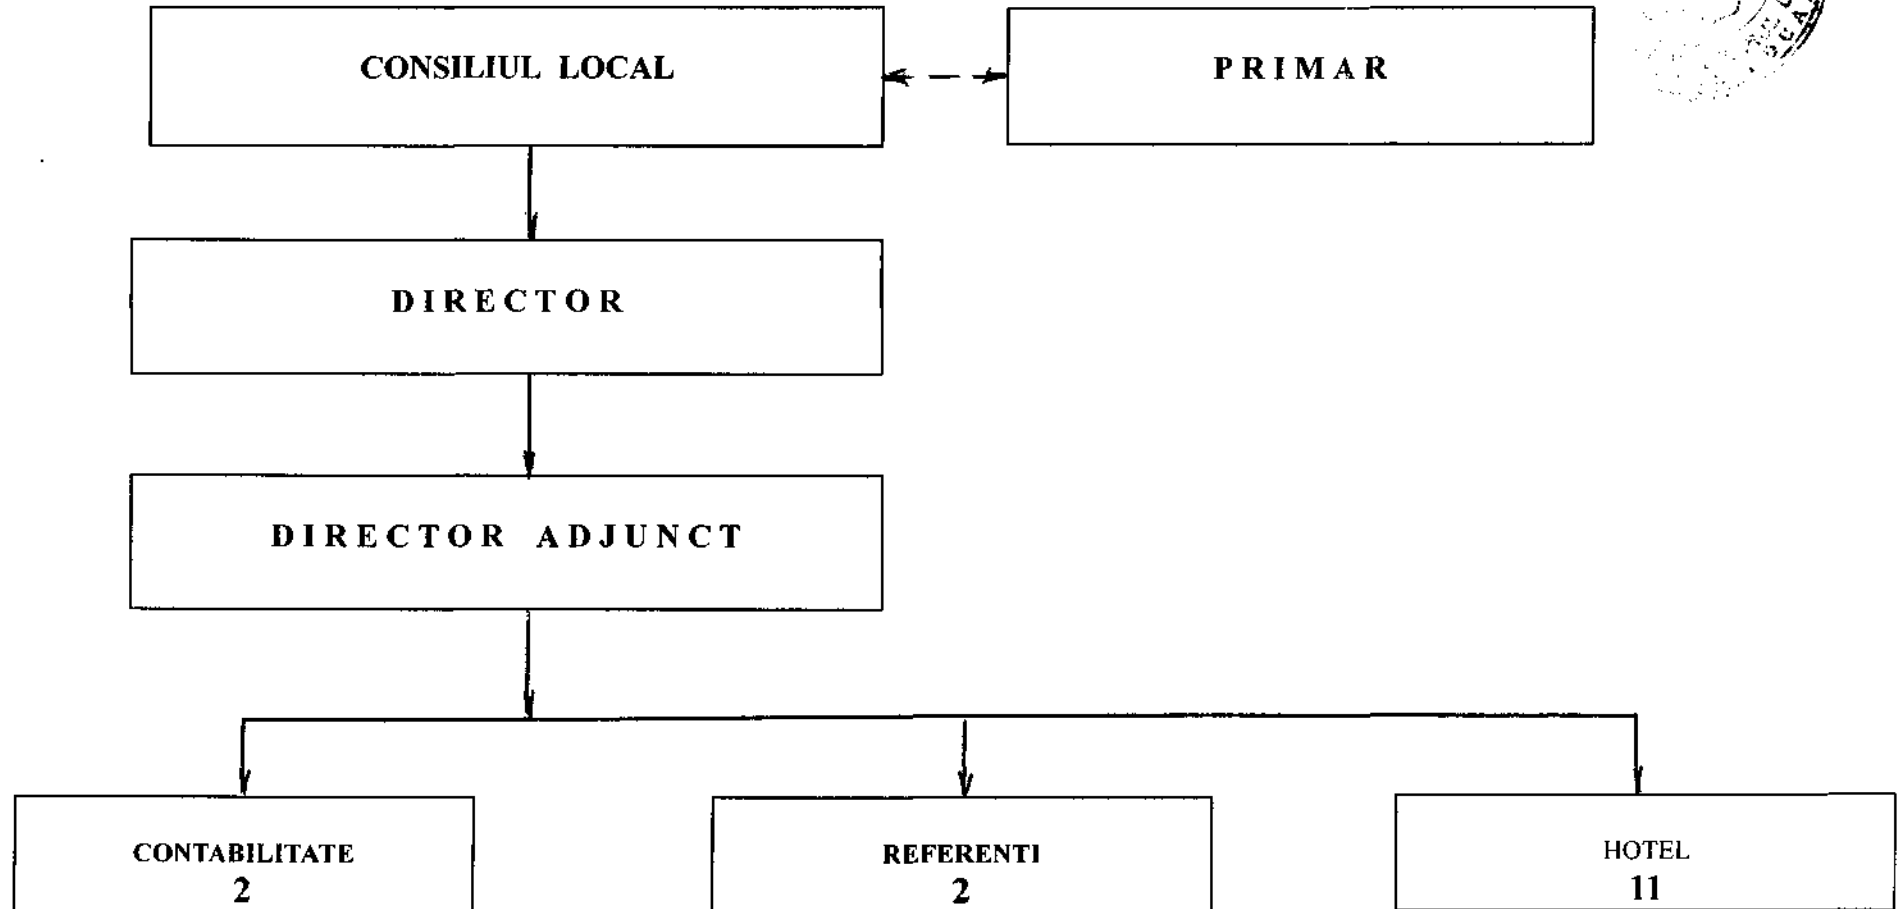 CONSILIUL LOCAL
PRIMAR
DIRECTOR
DIRECTOR ADJUNCT
CONTABILITATE
2
REFERENTI
2
HOTEL
11